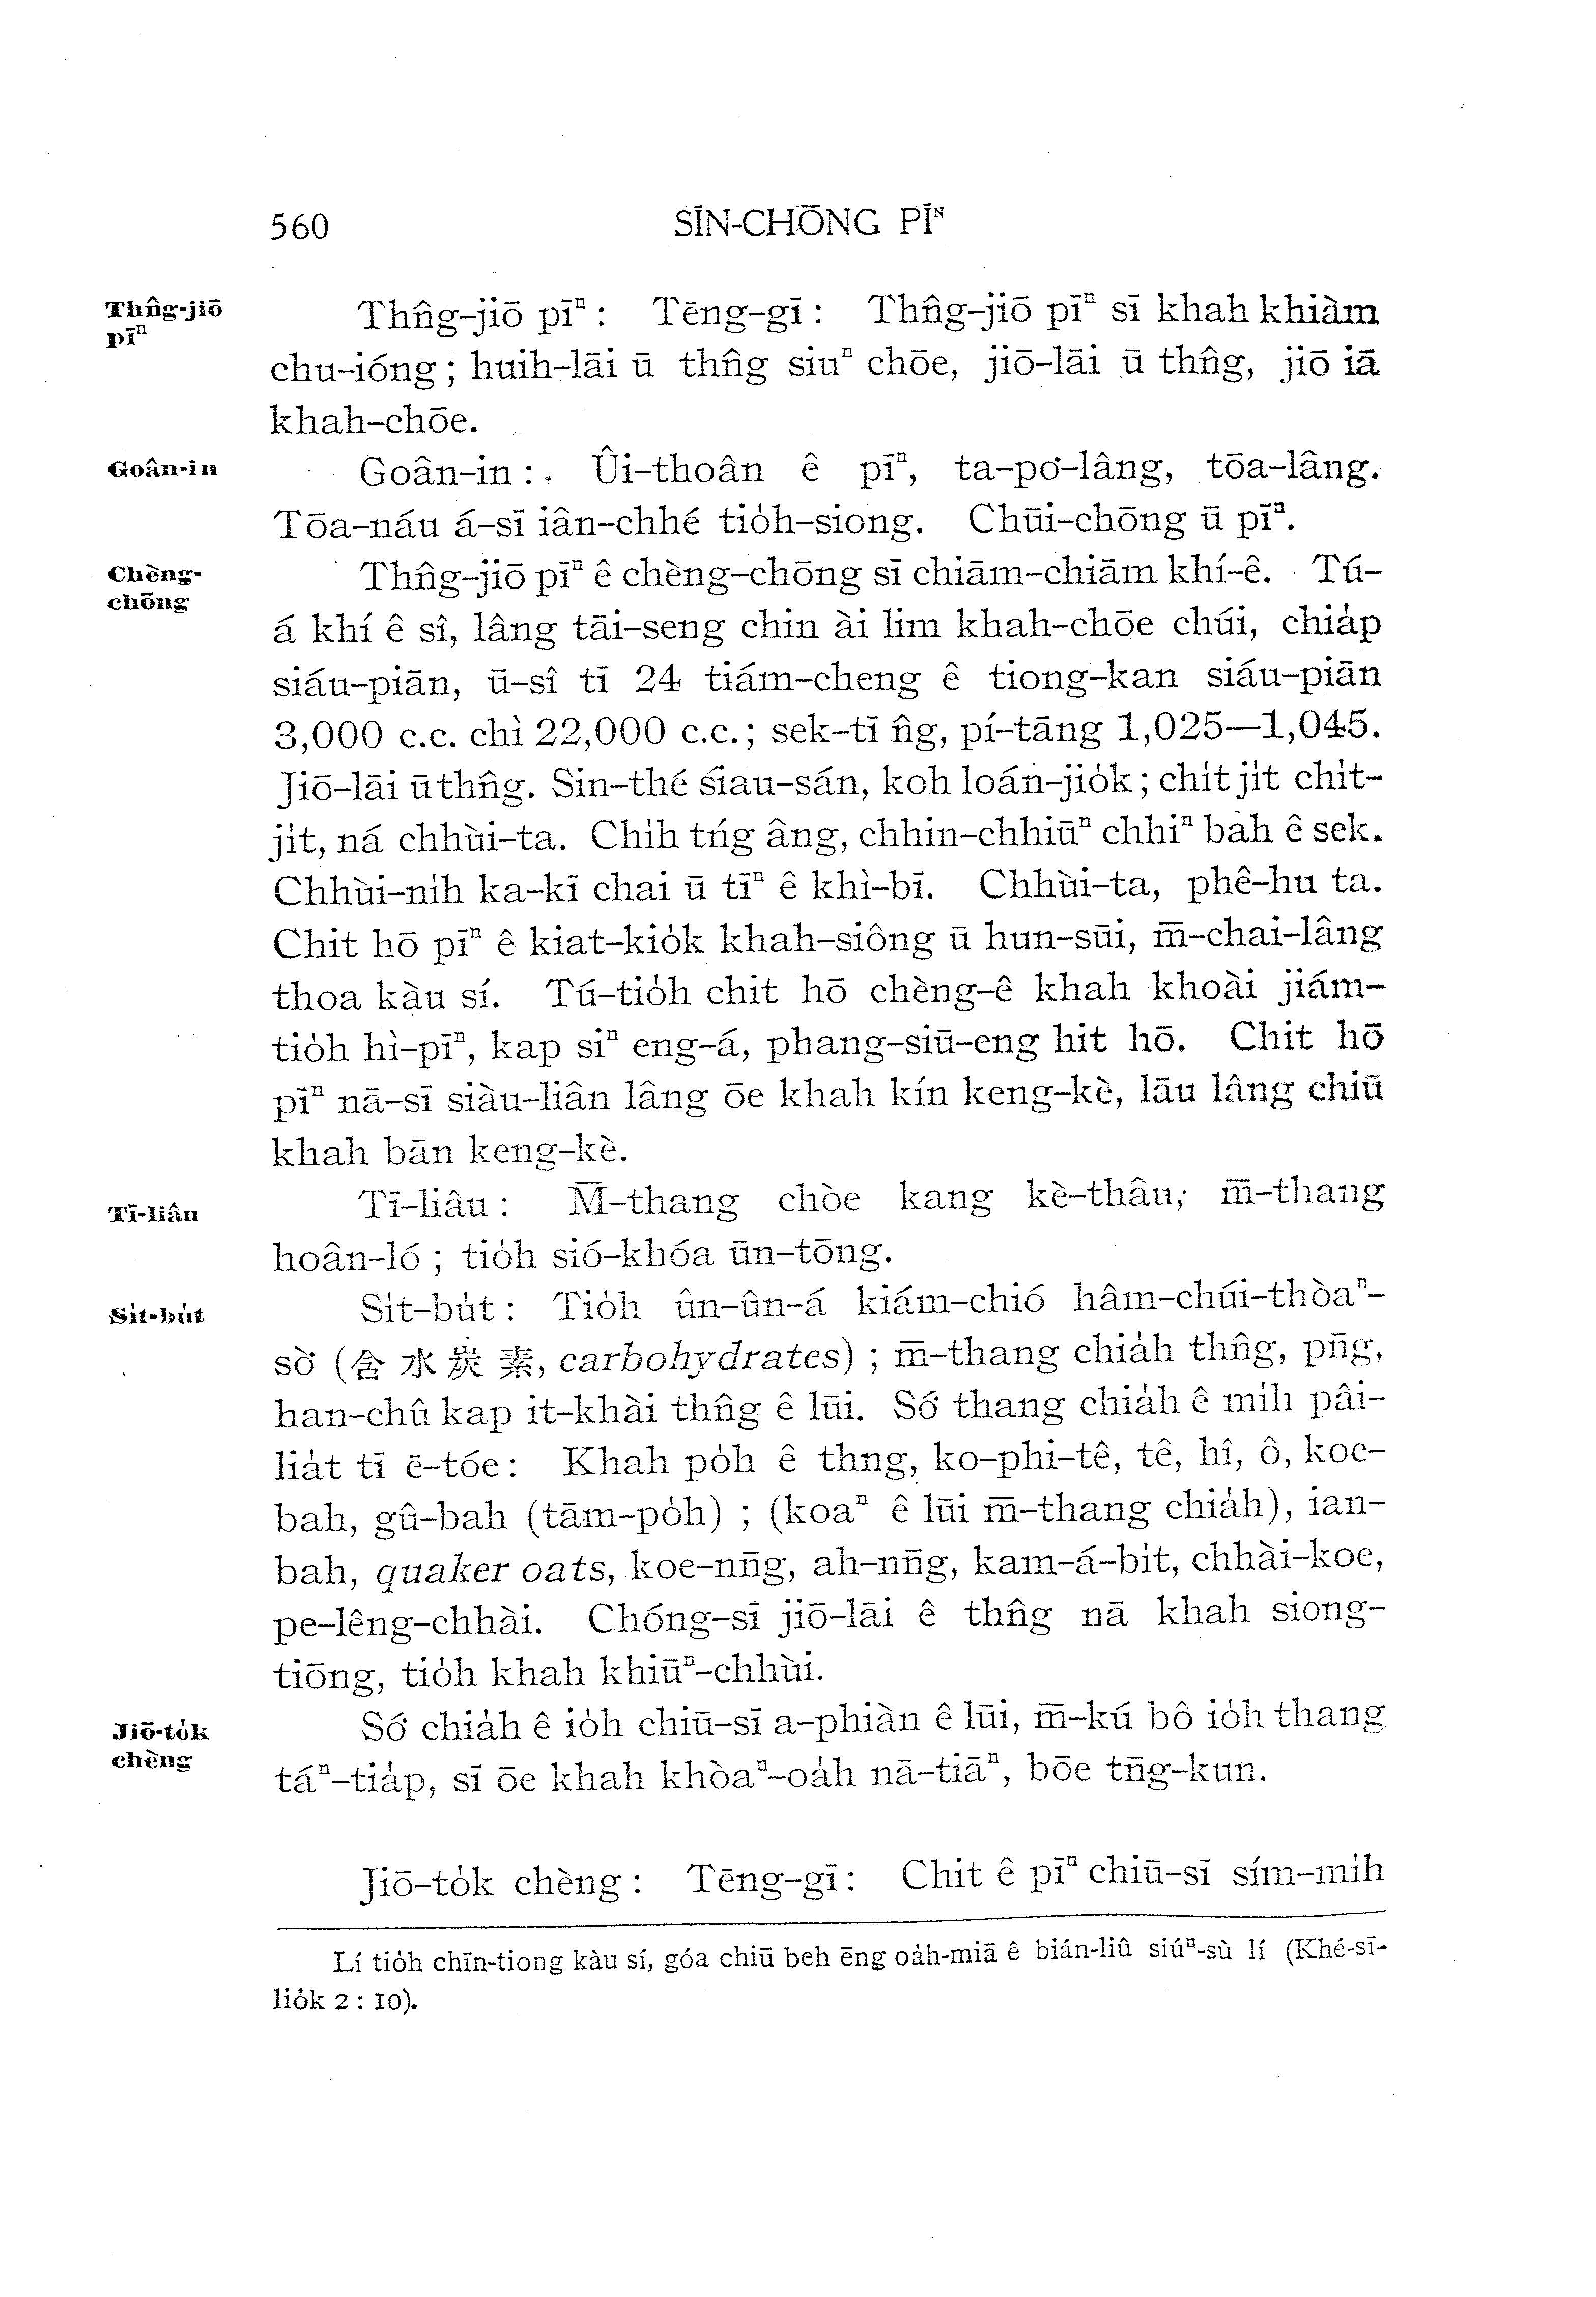 560
SĪN-CHŌNG PĪⁿ
Thn̂g-jiō
pīⁿ
Thn̂g–jiō pīⁿ : Tēng–gī : Thn̂g–jiō pīⁿ sī khah khiàm
chu–ióng ; huih–lāi ū thn̂g siuⁿ chōe, jiō–lāi ū thn̂g, jiō iā
khah–chōe.
Goân-in
Goân–in : Ûi–thoân ê pīⁿ, ta–po͘–lâng, tōa–lâng.
Tōa–náu á–sī iân–chhé tio̍h–siong. Chūi–chōng ū pīⁿ.
Chèng-
chōng
Thn̂g–jiō pīⁿ ê chèng–chōng sī chiām–chiām khí–ê. Tú–
á khí ê sî, lâng tāi–seng chin ài lim khah–chōe chúi, chia̍p
siáu–piān, ū–sî tī 24 tiám–cheng ê tiong–kan siáu–piān
3,000 c.c. chì 22,000 c.c. ; sek–tī n̂g, pí–tāng 1,025—1,045.
Jiō–lāi ū thn̂g. Sin–thé siau–sán, koh loán–jio̍k ; chi̍t ji̍t chi̍t–
ji̍t, ná chhùi–ta. Chi̍h tńg âng, chhin–chhiūⁿ chhiⁿ bah ê sek.
Chhùi–ni̍h ka–kī chai ū tīⁿ ê khì–bī. Chhùi–ta, phê–hu ta.
Chit hō pīⁿ ê kiat–kio̍k khah–siông ū hun–sūi, m̄–chai–lâng
thoa kàu sí. Tú–tio̍h chit hō chèng–ê khah khoài jiám–
tio̍h hì–pīⁿ, kap siⁿ eng–á, phang–siū–eng hit hō. Chit hō
pīⁿ nā–sī siàu–liân lâng ōe khah kín keng–kè, lāu lâng chiū
khah bān keng–kè.
Tī-liâu
Tī–liâu : M̄–thang chòe kang kè–thâu, m̄–thang
hoân–ló ; tio̍h sió–khóa ūn–tōng.
Si̍t-bu̍t
Si̍t–bu̍t : Tio̍h ûn–ûn–á kiám–chió hâm–chúi–thòaⁿ–
sò͘ (含 水 炭 素, carbohydrates) ; m̄–thang chia̍h thn̂g, pn̄g,
han–chû kap it–khài thn̂g ê lūi. Só͘ thang chia̍h ê mi̍h pâi–
lia̍t tī ē–tóe : Khah po̍h ê thng, ko–phi–tê, tê, hî, ô, koe–
bah, gû–bah (tām–po̍h) ; (koaⁿ ê lūi m̄–thang chia̍h), ian–
bah, quaker oats, koe–nn̄g, ah–nn̄g, kam–á–bi̍t, chhài–koe,
pe–lêng–chhài. Chóng–sī jiō–lāi ê thn̂g nā khah siong–
tiōng, tio̍h khah khiūⁿ–chhùi.
Só͘ chia̍h ê io̍h chiū–sī a–phiàn ê lūi, m̄–kú bô io̍h thang
táⁿ–tia̍p, sī ōe khah khòaⁿ–oa̍h nā–tiāⁿ, bōe tn̄g–kun.
Jiō-to̍k
chèng
Jiō–to̍k chèng : Tēng–gī : Chit ê pīⁿ chiū–sī sím–mi̍h
Lí tio̍h chīn-tiong kàu sí, góa chiū beh ēng oa̍h-miā ê bián-liû siúⁿ-sù lí (Khé-sī-
lio̍k 2 : 10).